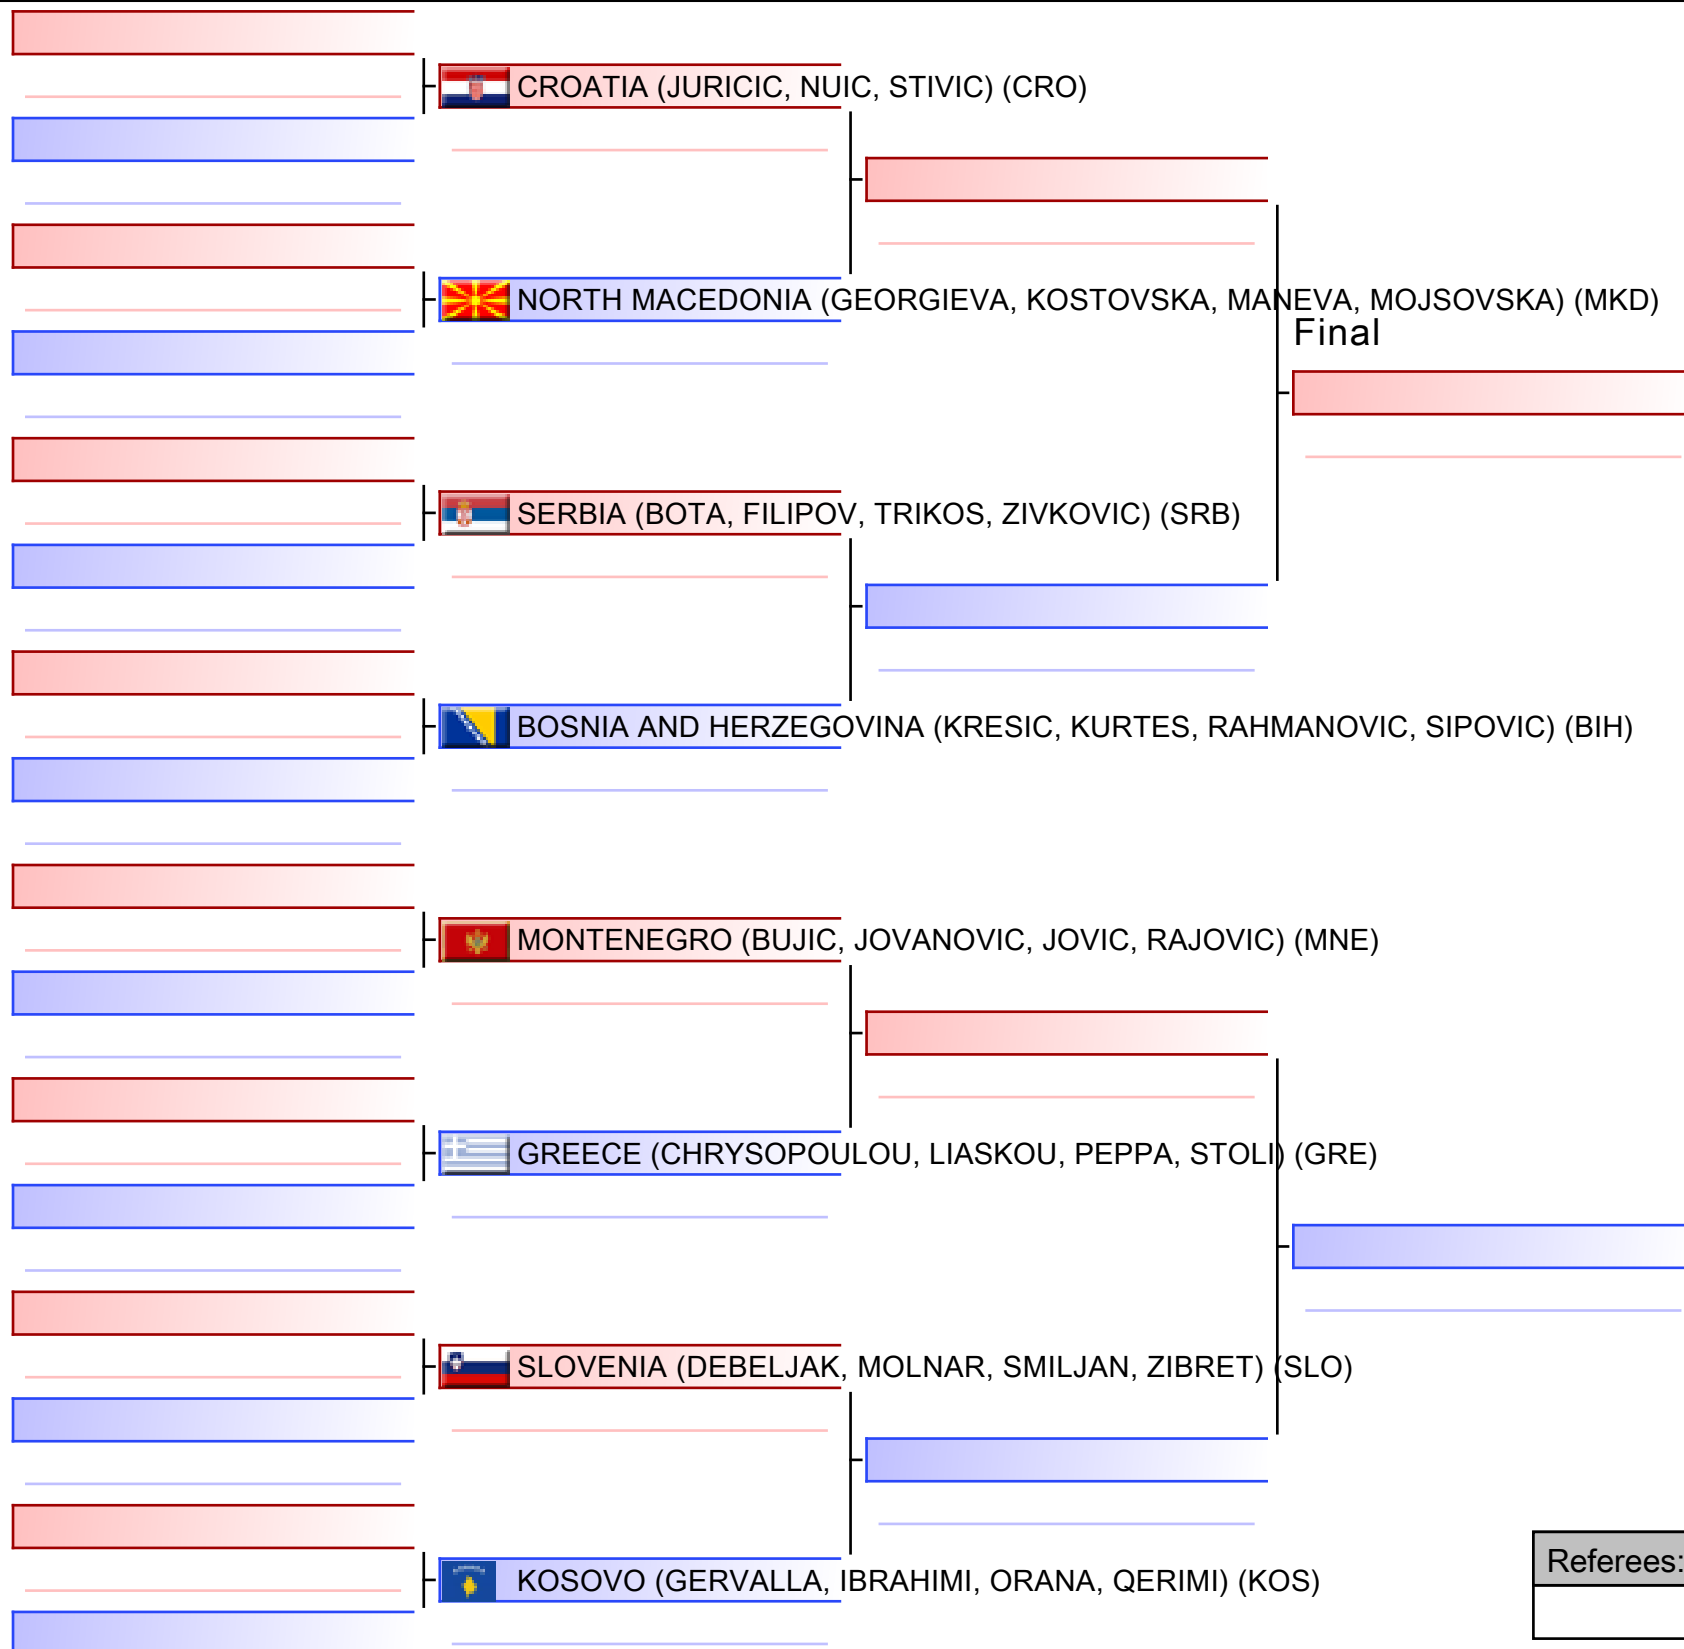 CROATIA (JURICIC, NUIC, STIVIC) (CRO)
NORTH MACEDONIA (GEORGIEVA, KOSTOVSKA, MANEVA, MOJSOVSKA) (MKD)
Final
SERBIA (BOTA, FILIPOV, TRIKOS, ZIVKOVIC) (SRB)
BOSNIA AND HERZEGOVINA (KRESIC, KURTES, RAHMANOVIC, SIPOVIC) (BIH)
MONTENEGRO (BUJIC, JOVANOVIC, JOVIC, RAJOVIC) (MNE)
GREECE (CHRYSOPOULOU, LIASKOU, PEPPA, STOLI) (GRE)
SLOVENIA (DEBELJAK, MOLNAR, SMILJAN, ZIBRET) (SLO)
Referees:
KOSOVO (GERVALLA, IBRAHIMI, ORANA, QERIMI) (KOS)